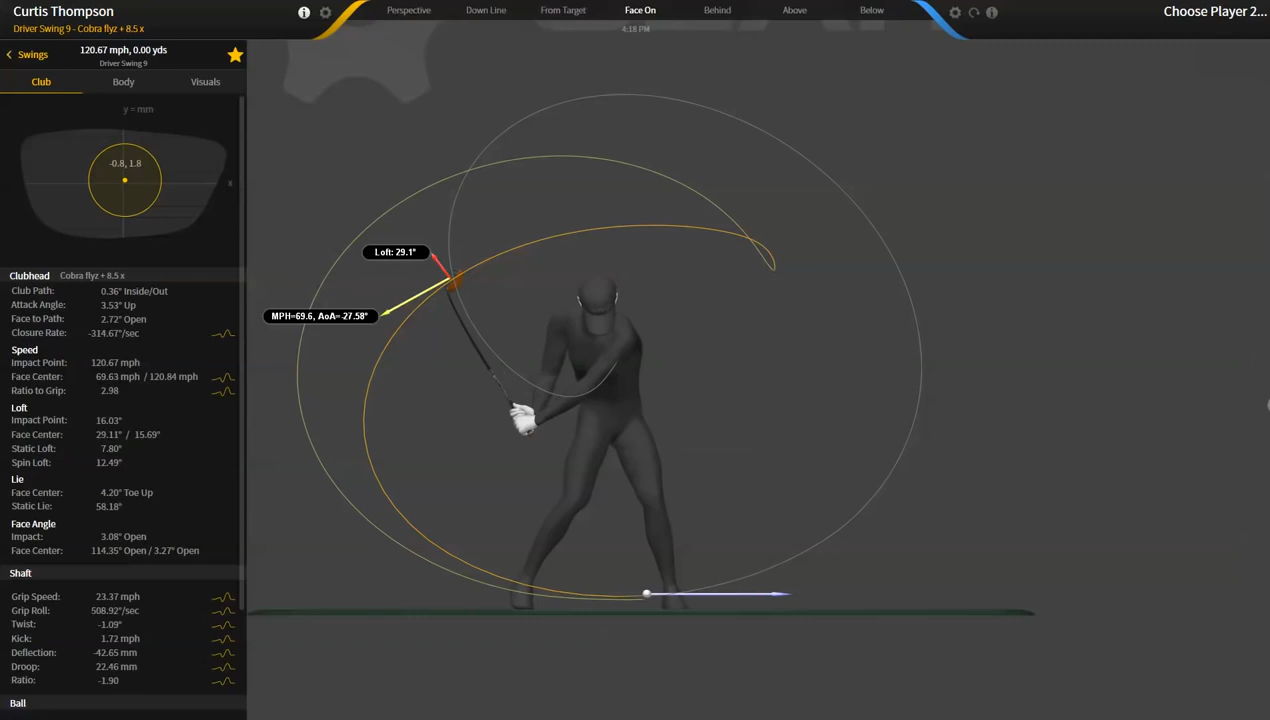 Curtis Thompson
Driver Swing 9 - Cobra flyz + 8.5 x
Perspective Down Line From Target Face On Behind Above Below
4:18 PM
Choose Player 2...
Swings
120.67 mph, 0.00 yds
Driver Swing 9
Club Body Visuals
y = mm
-0.8, 1.8
x
Clubhead Cobra flyz + 8.5 x
Club Path: 0.36° Inside/Out
Attack Angle: 3.53° Up
Face to Path: 2.72° Open
Closure Rate: -314.67°/sec
Speed
Impact Point: 120.67 mph
Face Center: 69.63 mph / 120.84 mph
Ratio to Grip: 2.98
Loft
Impact Point: 16.03°
Face Center: 29.11° / 15.69°
Static Loft: 7.80°
Spin Loft: 12.49°
Lie
Face Center: 4.20° Toe Up
Static Lie: 58.18°
Face Angle
Impact: 3.08° Open
Face Center: 114.35° Open / 3.27° Open
Shaft
Grip Speed: 23.37 mph
Grip Roll: 508.92°/sec
Twist: -1.09°
Kick: 1.72 mph
Deflection: -42.65 mm
Droop: 22.46 mm
Ratio: -1.90
Ball
Loft: 29.1°
MPH=69.6, AoA=-27.58°